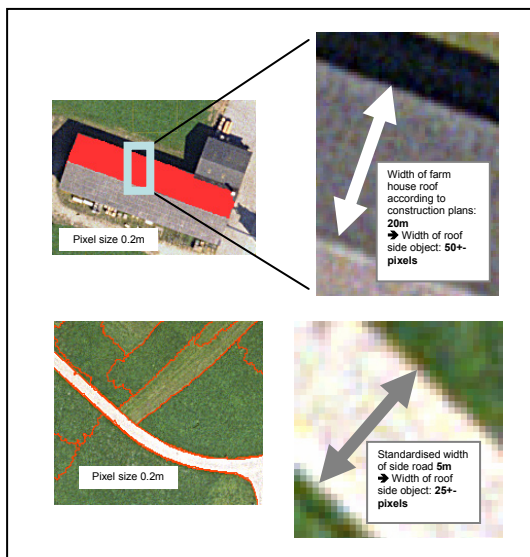 Pixel size 0.2m
Width of farm
house roof
according to
construction plans:
20m
➔ Width of roof
side object: 50+-
pixels
Pixel size 0.2m
Standardised width
of side road 5m
➔ Width of roof
side object: 25+-
pixels